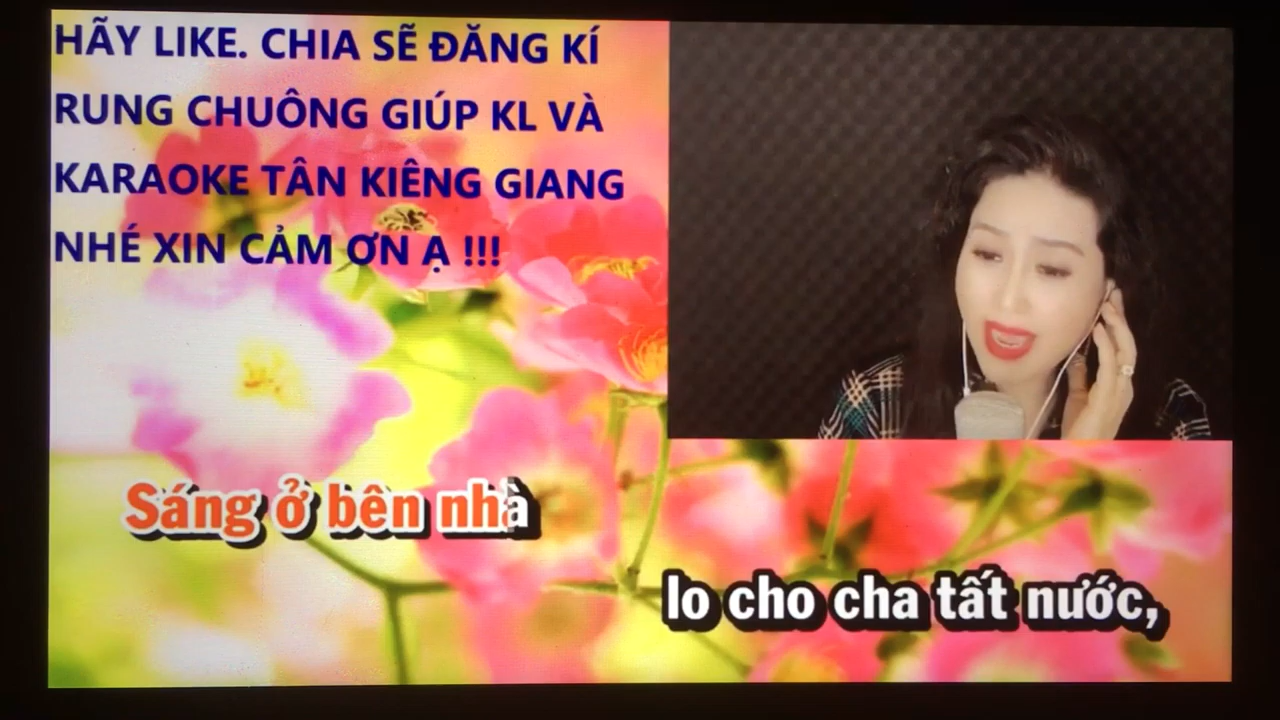 HÃY LIKE. CHIA SẼ ĐĂNG KÍ
RUNG CHUÔNG GIÚP KL VÀ
KARAOKE TÂN KIÊNG GIANG
NHÉ XIN CẢM ƠN Ạ !!!
Sáng ở bên nhà
lo cho cha tất nước,